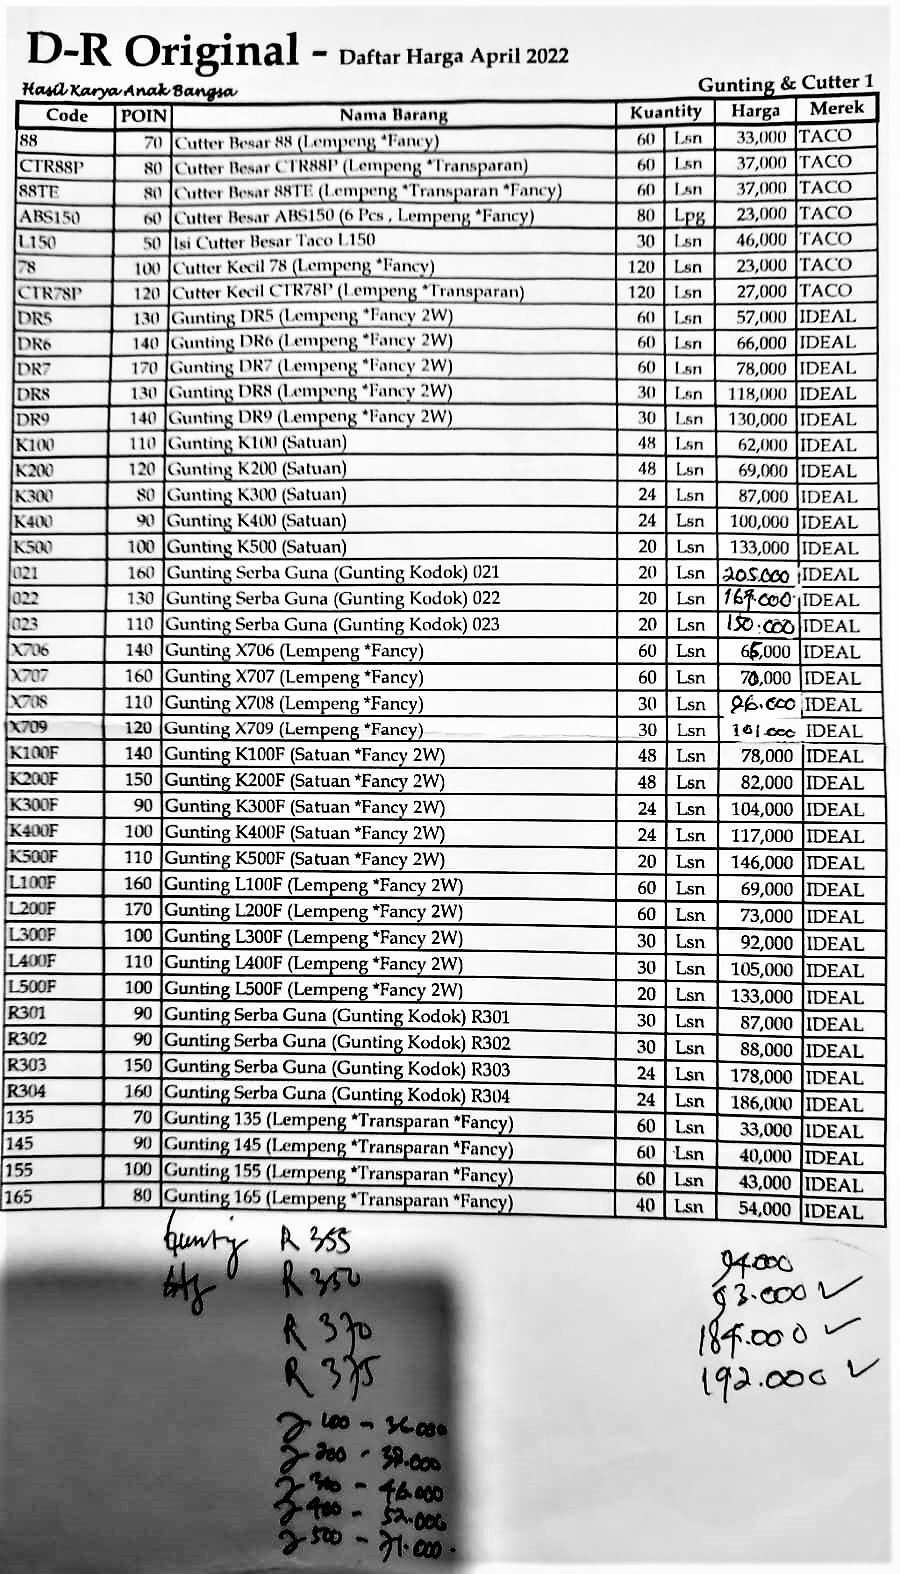 D-R Original - Daftar Harga April 2022
Hasil Karya Anak Bangsa Gunting & Cutter 1
Code POIN Nama Barang Kuantity Harga Merek
88 70 Cutter Besar 88 (Lempeng *Fancy) 60 Lsn 33,000 TACO
CTR88P 80 Cutter Besar CTR88P (Lempeng *Transparan) 60 Lsn 37,000 TACO
88TE 80 Cutter Besar 88TE (Lempeng *Transparan *Fancy) 60 Lsn 37,000 TACO
ABS150 60 Cutter Besar ABS150 (6 Pcs , Lempeng *Fancy) 80 Lpg 23,000 TACO
L150 50 Isi Cutter Besar Taco L150 30 Lsn 46,000 TACO
78 100 Cutter Kecil 78 (Lempeng *Fancy) 120 Lsn 23,000 TACO
CTR78P 120 Cutter Kecil CTR78P (Lempeng *Transparan) 120 Lsn 27,000 TACO
DR5 130 Gunting DR5 (Lempeng *Fancy 2W) 60 Lsn 57,000 IDEAL
DR6 140 Gunting DR6 (Lempeng *Fancy 2W) 60 Lsn 66,000 IDEAL
DR7 170 Gunting DR7 (Lempeng *Fancy 2W) 60 Lsn 78,000 IDEAL
DR8 130 Gunting DR8 (Lempeng *Fancy 2W) 30 Lsn 118,000 IDEAL
DR9 140 Gunting DR9 (Lempeng *Fancy 2W) 30 Lsn 130,000 IDEAL
K100 110 Gunting K100 (Satuan) 48 Lsn 62,000 IDEAL
K200 120 Gunting K200 (Satuan) 48 Lsn 69,000 IDEAL
K300 80 Gunting K300 (Satuan) 24 Lsn 87,000 IDEAL
K400 90 Gunting K400 (Satuan) 24 Lsn 100,000 IDEAL
K500 100 Gunting K500 (Satuan) 20 Lsn 133,000 IDEAL
021 160 Gunting Serba Guna (Gunting Kodok) 021 20 Lsn 205.000 IDEAL
022 130 Gunting Serba Guna (Gunting Kodok) 022 20 Lsn IDEAL
023 110 Gunting Serba Guna (Gunting Kodok) 023 20 Lsn 150.000 IDEAL
X706 140 Gunting X706 (Lempeng *Fancy) 60 Lsn IDEAL
X707 160 Gunting X707 (Lempeng *Fancy) 60 Lsn IDEAL
X708 110 Gunting X708 (Lempeng *Fancy) 30 Lsn IDEAL
X709 120 Gunting X709 (Lempeng *Fancy) 30 Lsn 101.000 IDEAL
K100F 140 Gunting K100F (Satuan *Fancy 2W) 48 Lsn 78,000 IDEAL
K200F 150 Gunting K200F (Satuan *Fancy 2W) 48 Lsn 82,000 IDEAL
K300F 90 Gunting K300F (Satuan *Fancy 2W) 24 Lsn 104,000 IDEAL
K400F 100 Gunting K400F (Satuan *Fancy 2W) 24 Lsn 117,000 IDEAL
K500F 110 Gunting K500F (Satuan *Fancy 2W) 20 Lsn 146,000 IDEAL
L100F 160 Gunting L100F (Lempeng *Fancy 2W) 60 Lsn 69,000 IDEAL
L200F 170 Gunting L200F (Lempeng *Fancy 2W) 60 Lsn 73,000 IDEAL
L300F 100 Gunting L300F (Lempeng *Fancy 2W) 30 Lsn 92,000 IDEAL
L400F 110 Gunting L400F (Lempeng *Fancy 2W) 30 Lsn 105,000 IDEAL
L500F 100 Gunting L500F (Lempeng *Fancy 2W) 20 Lsn 133,000 IDEAL
R301 90 Gunting Serba Guna (Gunting Kodok) R301 30 Lsn 87,000 IDEAL
R302 90 Gunting Serba Guna (Gunting Kodok) R302 30 Lsn 88,000 IDEAL
R303 150 Gunting Serba Guna (Gunting Kodok) R303 24 Lsn 178,000 IDEAL
R304 160 Gunting Serba Guna (Gunting Kodok) R304 24 Lsn 186,000 IDEAL
135 70 Gunting 135 (Lempeng *Transparan *Fancy) 60 Lsn 33,000 IDEAL
145 90 Gunting 145 (Lempeng *Transparan *Fancy) 60 Lsn 40,000 IDEAL
155 100 Gunting 155 (Lempeng *Transparan *Fancy) 60 Lsn 43,000 IDEAL
165 80 Gunting 165 (Lempeng *Transparan *Fancy) 40 Lsn 54,000 IDEAL
Gunting R 355 94.000
R 350 93.000 ✓
R 370 184.000 ✓
R 375 192.000 ✓
J 100 - 36.000
J 200 - 38.000
J 300 - 46.000
J 400 - 52.000
J 500 - 71.000.